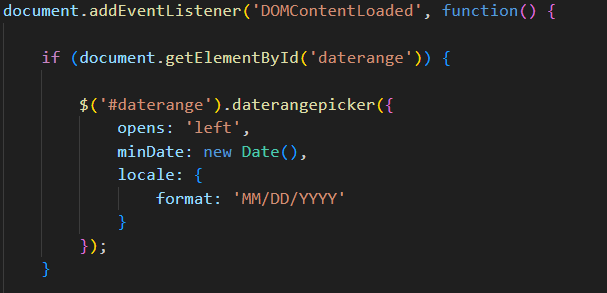 document.addEventListener('DOMContentLoaded', function() {
if (document.getElementById('daterange')) {
$('#daterange').daterangepicker({
opens: 'left',
minDate: new Date(),
locale: {
format: 'MM/DD/YYYY'
}
});
}